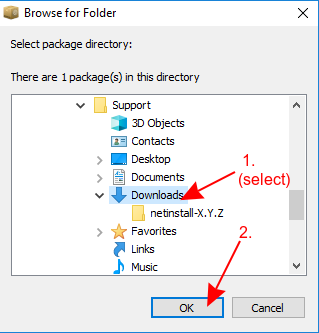 Browse for Folder
Select package directory:
There are 1 package(s) in this directory
Support
3D Objects
Contacts
Desktop
1.
Documents
(select)
Downloads
netinstall-X.Y.Z
2.
Favorites
Links
Music
OK
Cancel